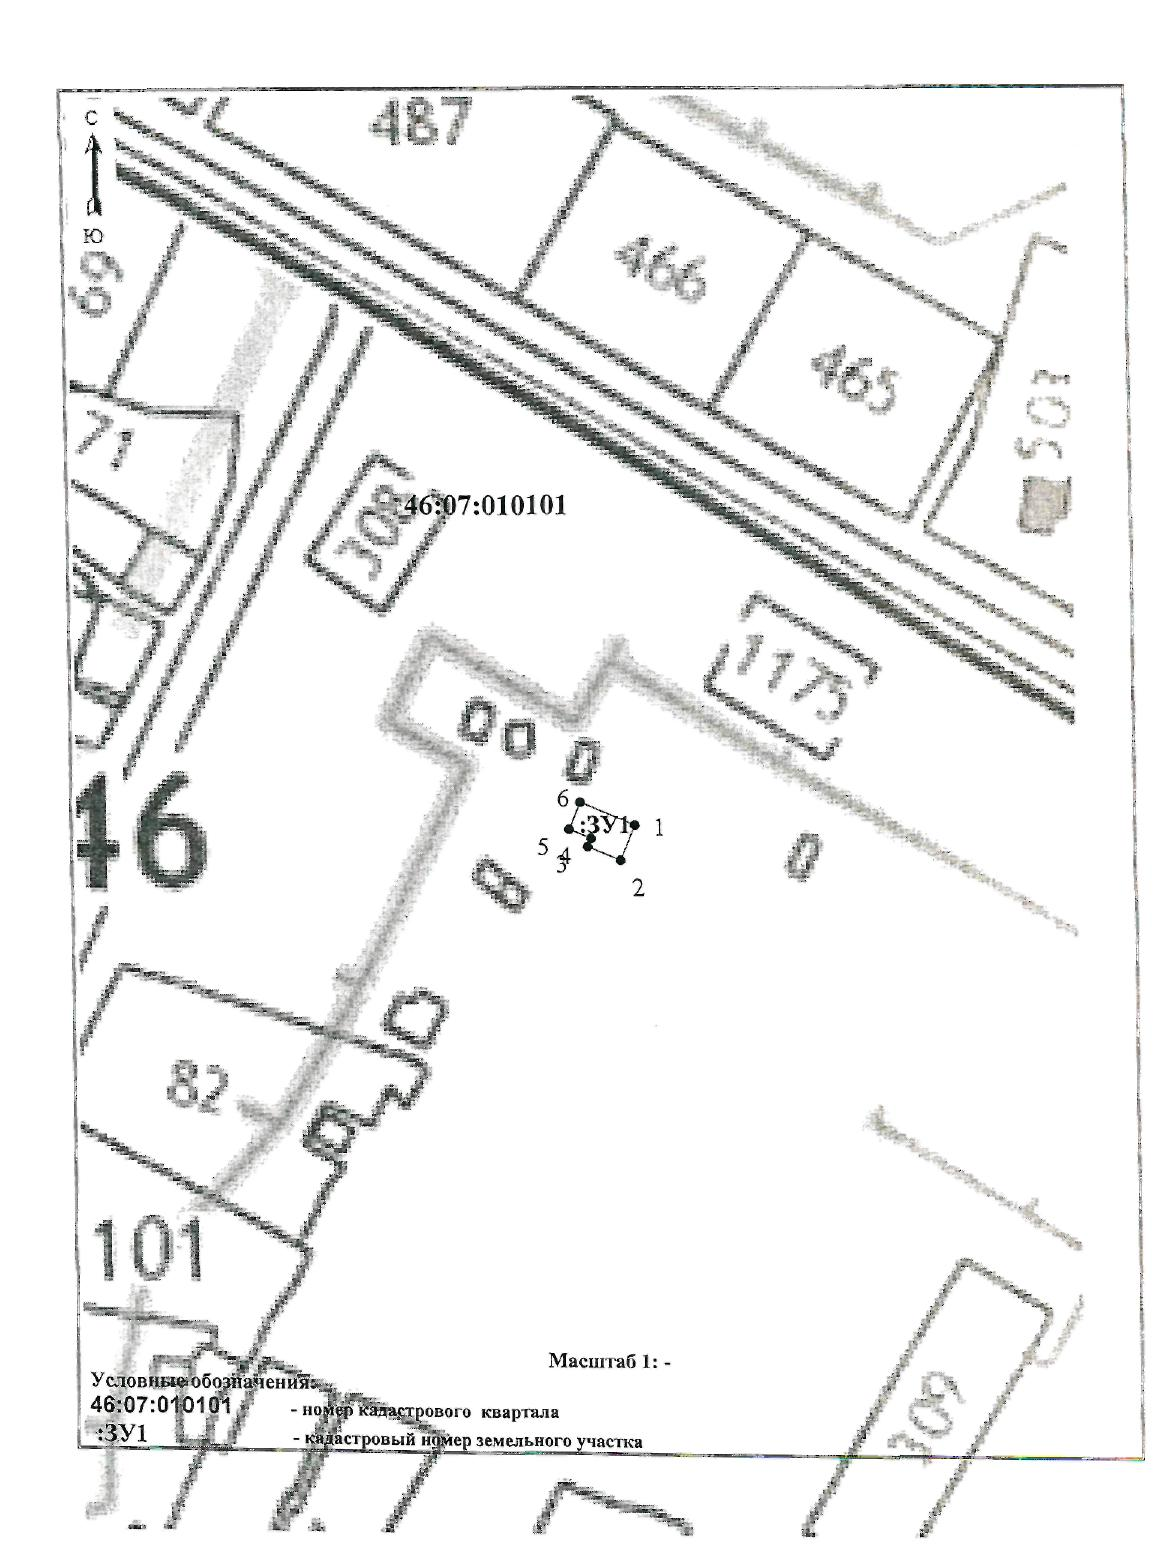 С
487
Ю
69
466
465
71
507
308
46:07:010101
1175
46
6
:ЗУ1
1
5
4
3
2
82
101
Масштаб 1: -
Условные обозначения:
46:07:010101 - номер кадастрового квартала
:ЗУ1 - кадастровый номер земельного участка
309